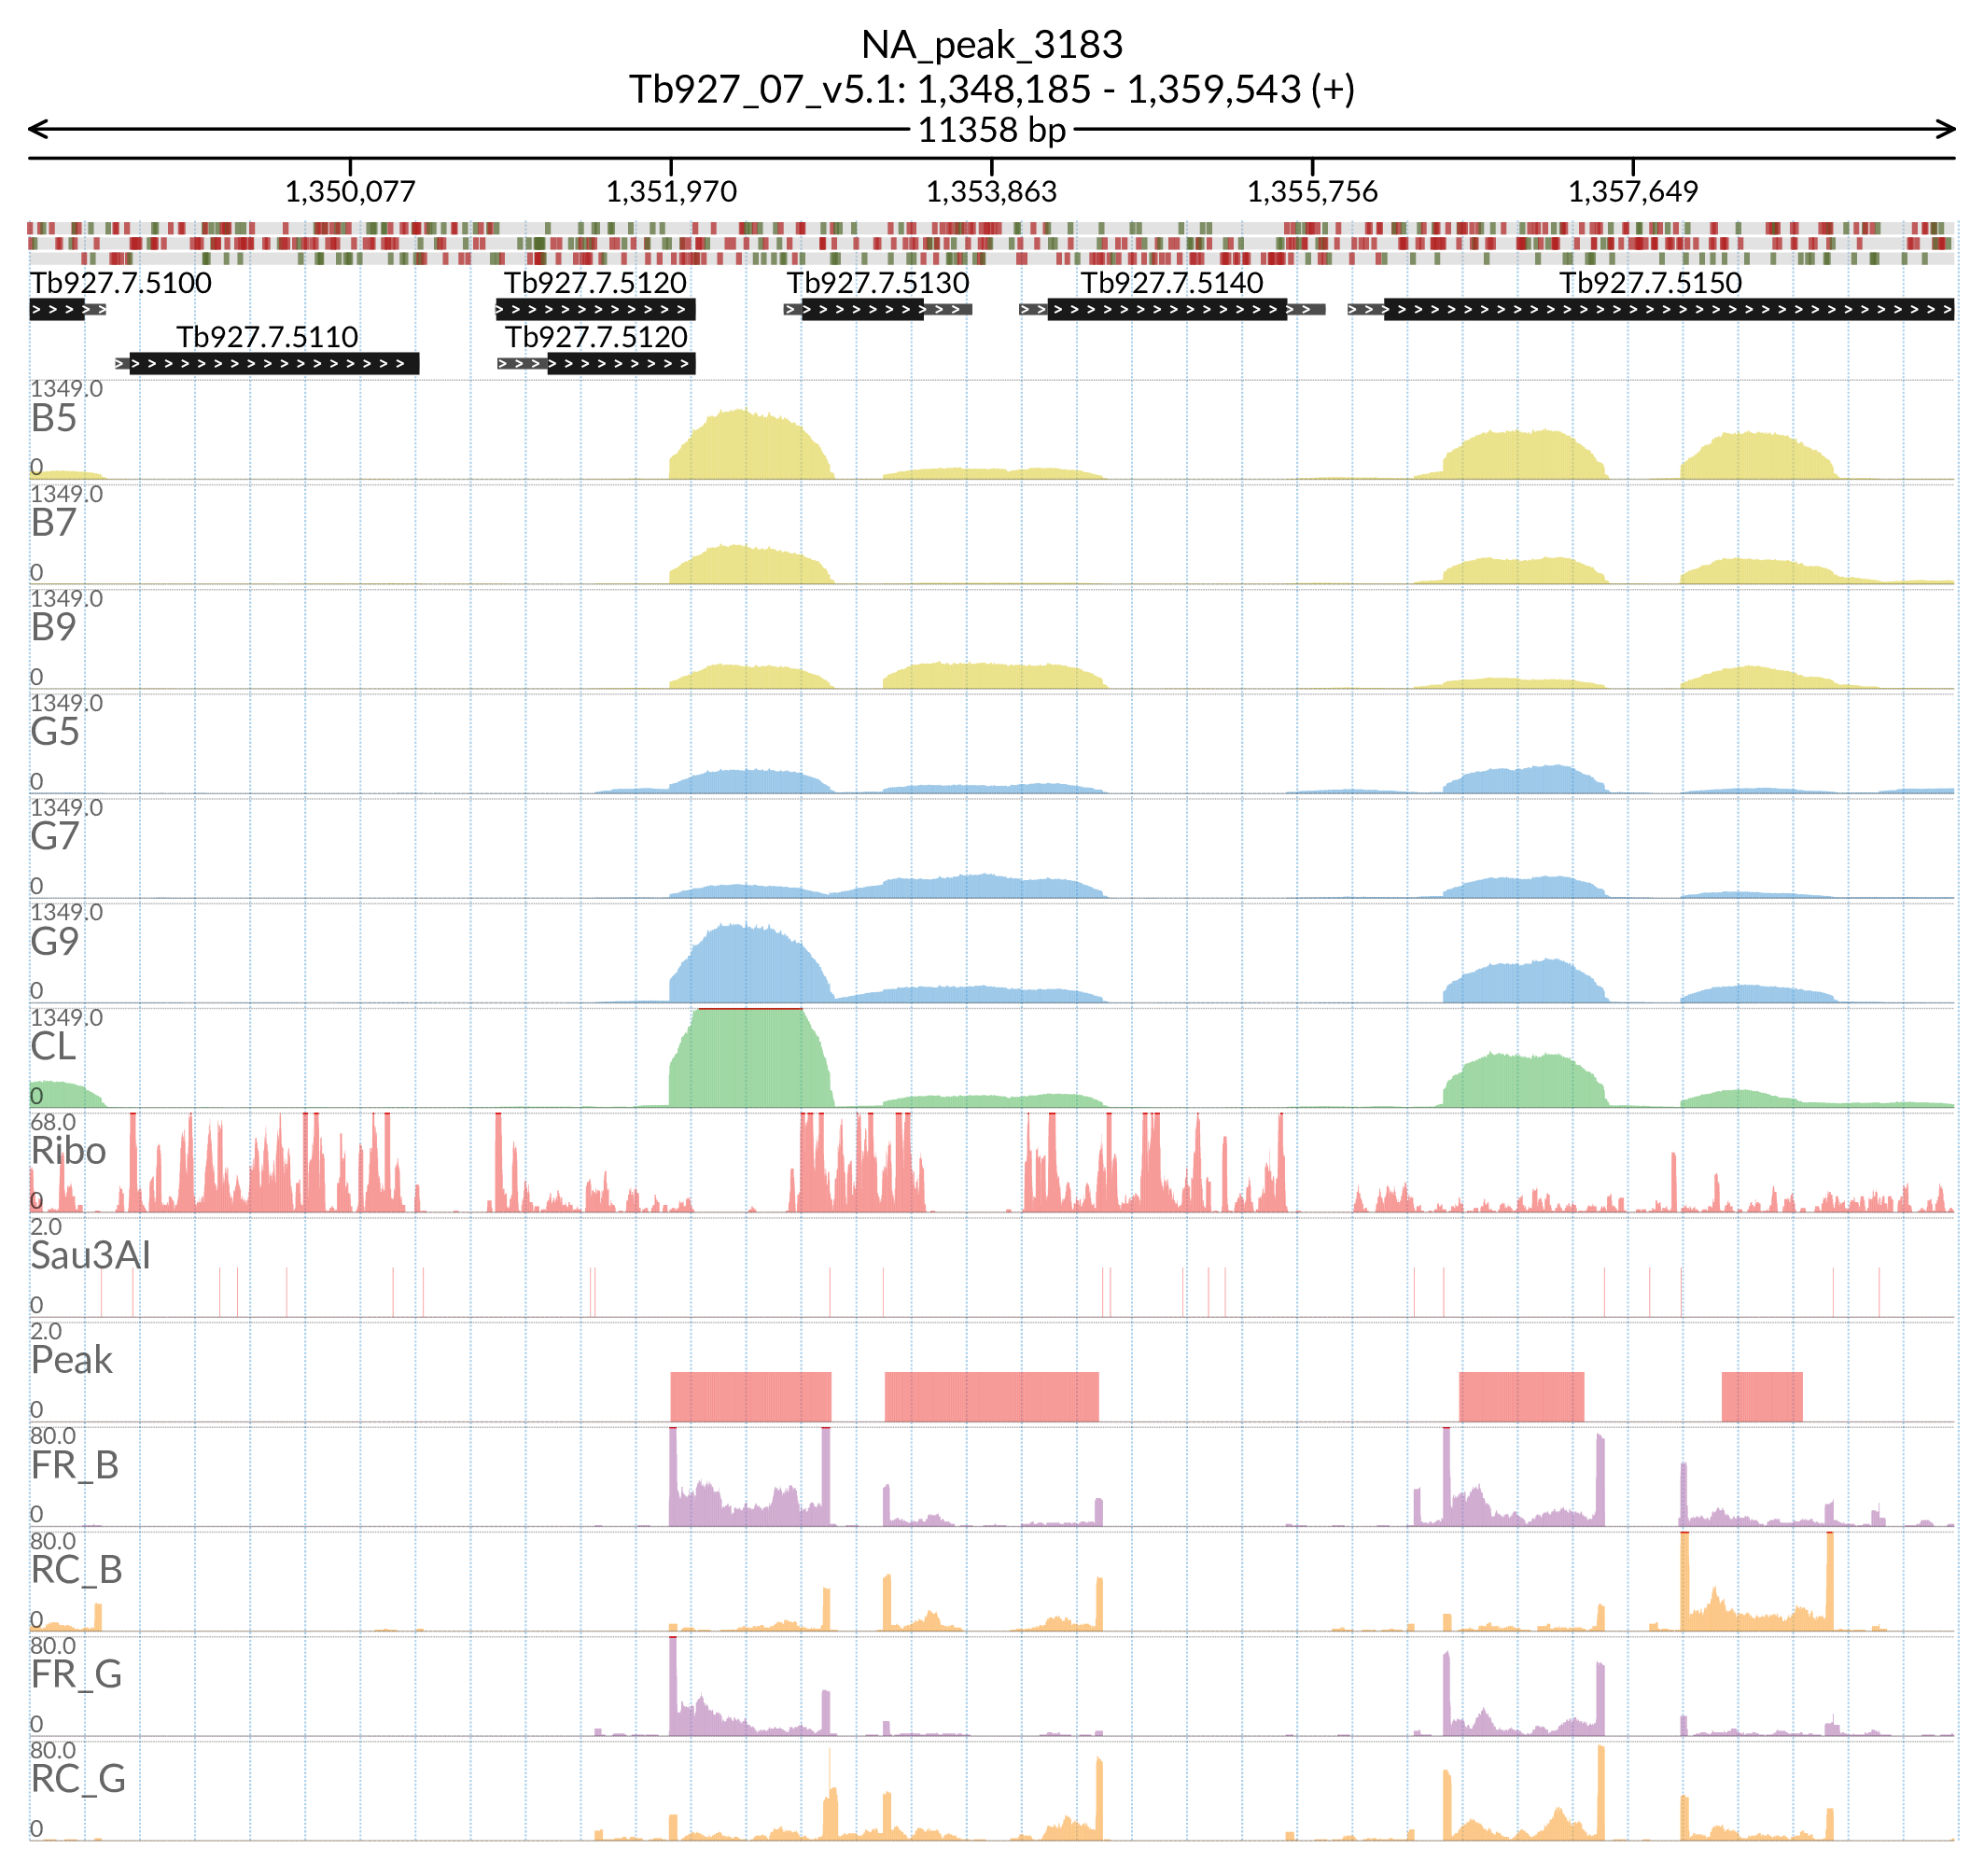 NA_peak_3183
Tb927_07_v5.1: 1,348,185 - 1,359,543 (+)
11358 bp
1,350,077 1,351,970 1,353,863 1,355,756 1,357,649
Tb927.7.5100 Tb927.7.5120 Tb927.7.5130 Tb927.7.5140 Tb927.7.5150
Tb927.7.5110 Tb927.7.5120
1349.0
B5
0
1349.0
B7
0
1349.0
B9
0
1349.0
G5
0
1349.0
G7
0
1349.0
G9
0
1349.0
CL
0
68.0
Ribo
0
2.0
Sau3AI
0
2.0
Peak
0
80.0
FR_B
0
80.0
RC_B
0
80.0
FR_G
0
80.0
RC_G
0